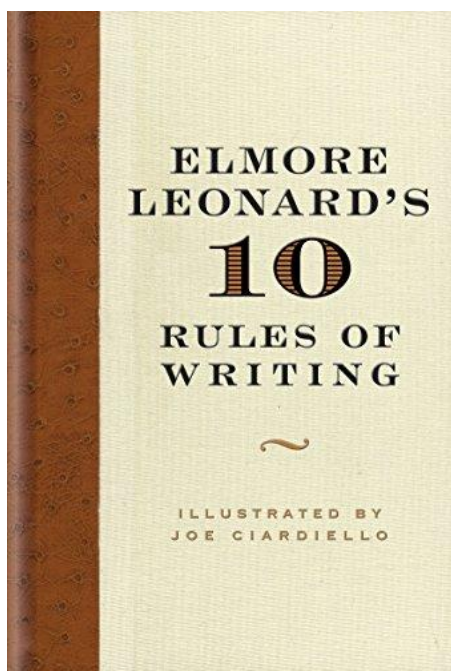 ELMORE
LEONARD'S
10
RULES OF
WRITING
ILLUSTRATED BY
JOE CIARDIELLO